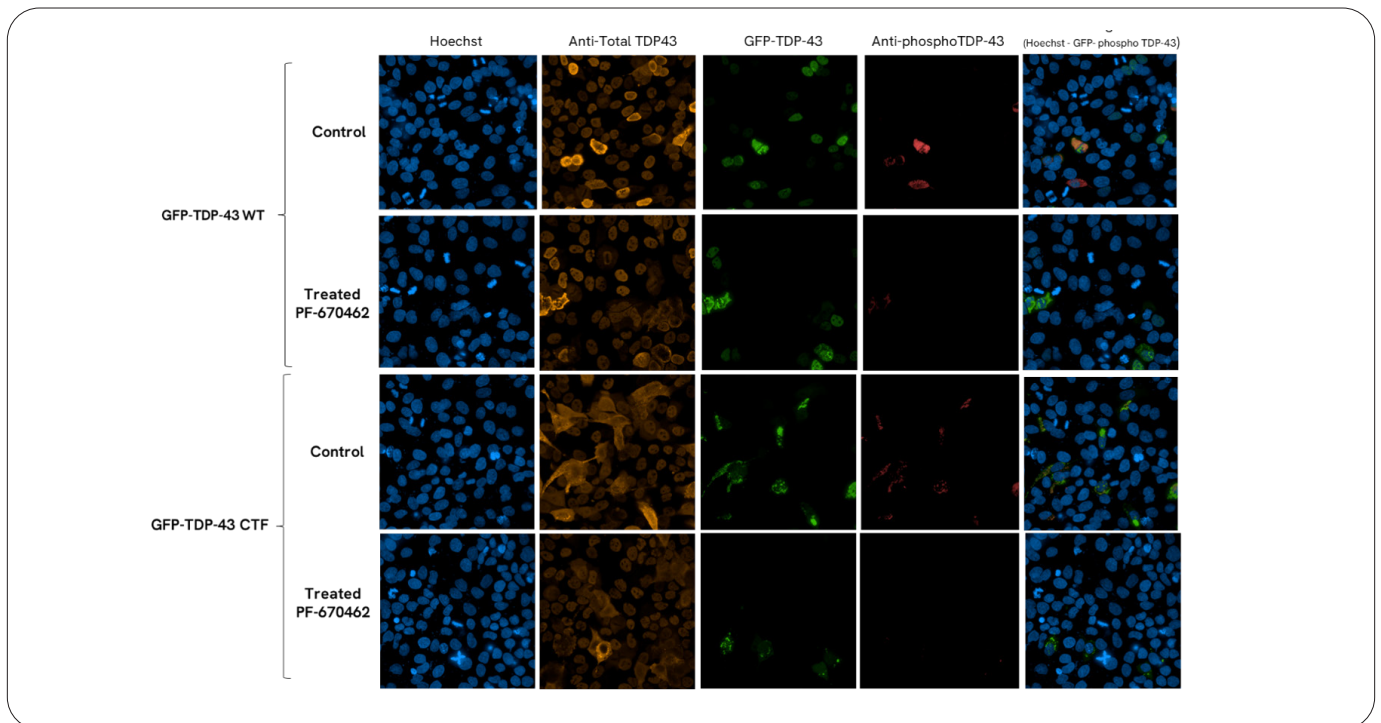 Hoechst
Anti-Total TDP43
GFP-TDP-43
Anti-phosphoTDP-43
(Hoechst - GFP- phospho TDP-43)
Control
GFP-TDP-43 WT
Treated
PF-670462
Control
GFP-TDP-43 CTF
Treated
PF-670462